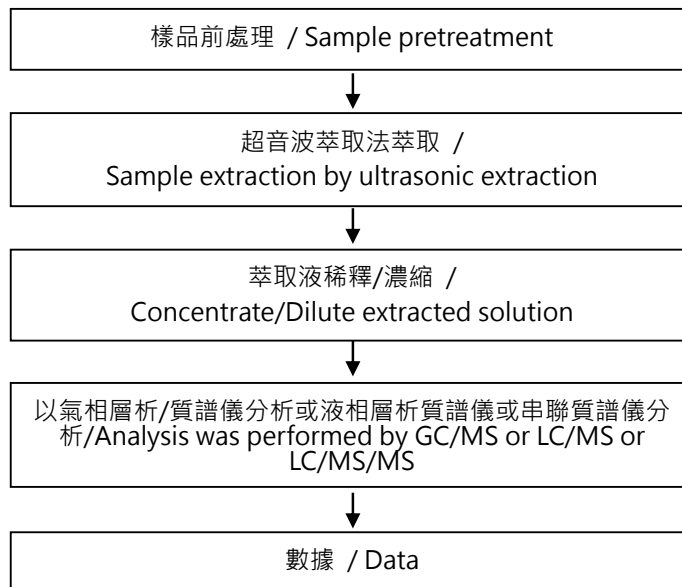 樣品前處理 / Sample pretreatment
超音波萃取法萃取 /
Sample extraction by ultrasonic extraction
萃取液稀釋/濃縮 /
Concentrate/Dilute extracted solution
以氣相層析/質譜儀分析或液相層析質譜儀或串聯質譜儀分
析/Analysis was performed by GC/MS or LC/MS or
LC/MS/MS
數據 / Data